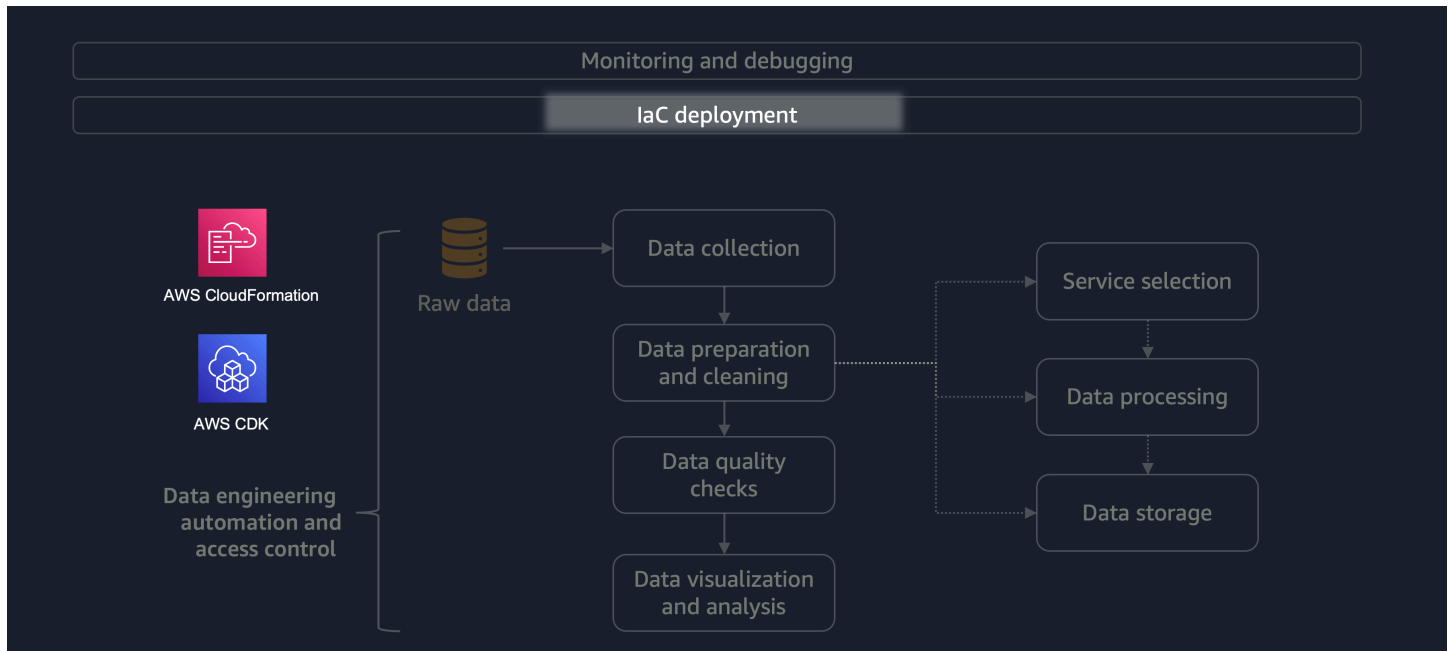 Monitoring and debugging
IaC deployment
AWS CloudFormation
AWS CDK
Data engineering
automation and
access control
Raw data
Data collection
Data preparation
and cleaning
Data quality
checks
Data visualization
and analysis
Service selection
Data processing
Data storage